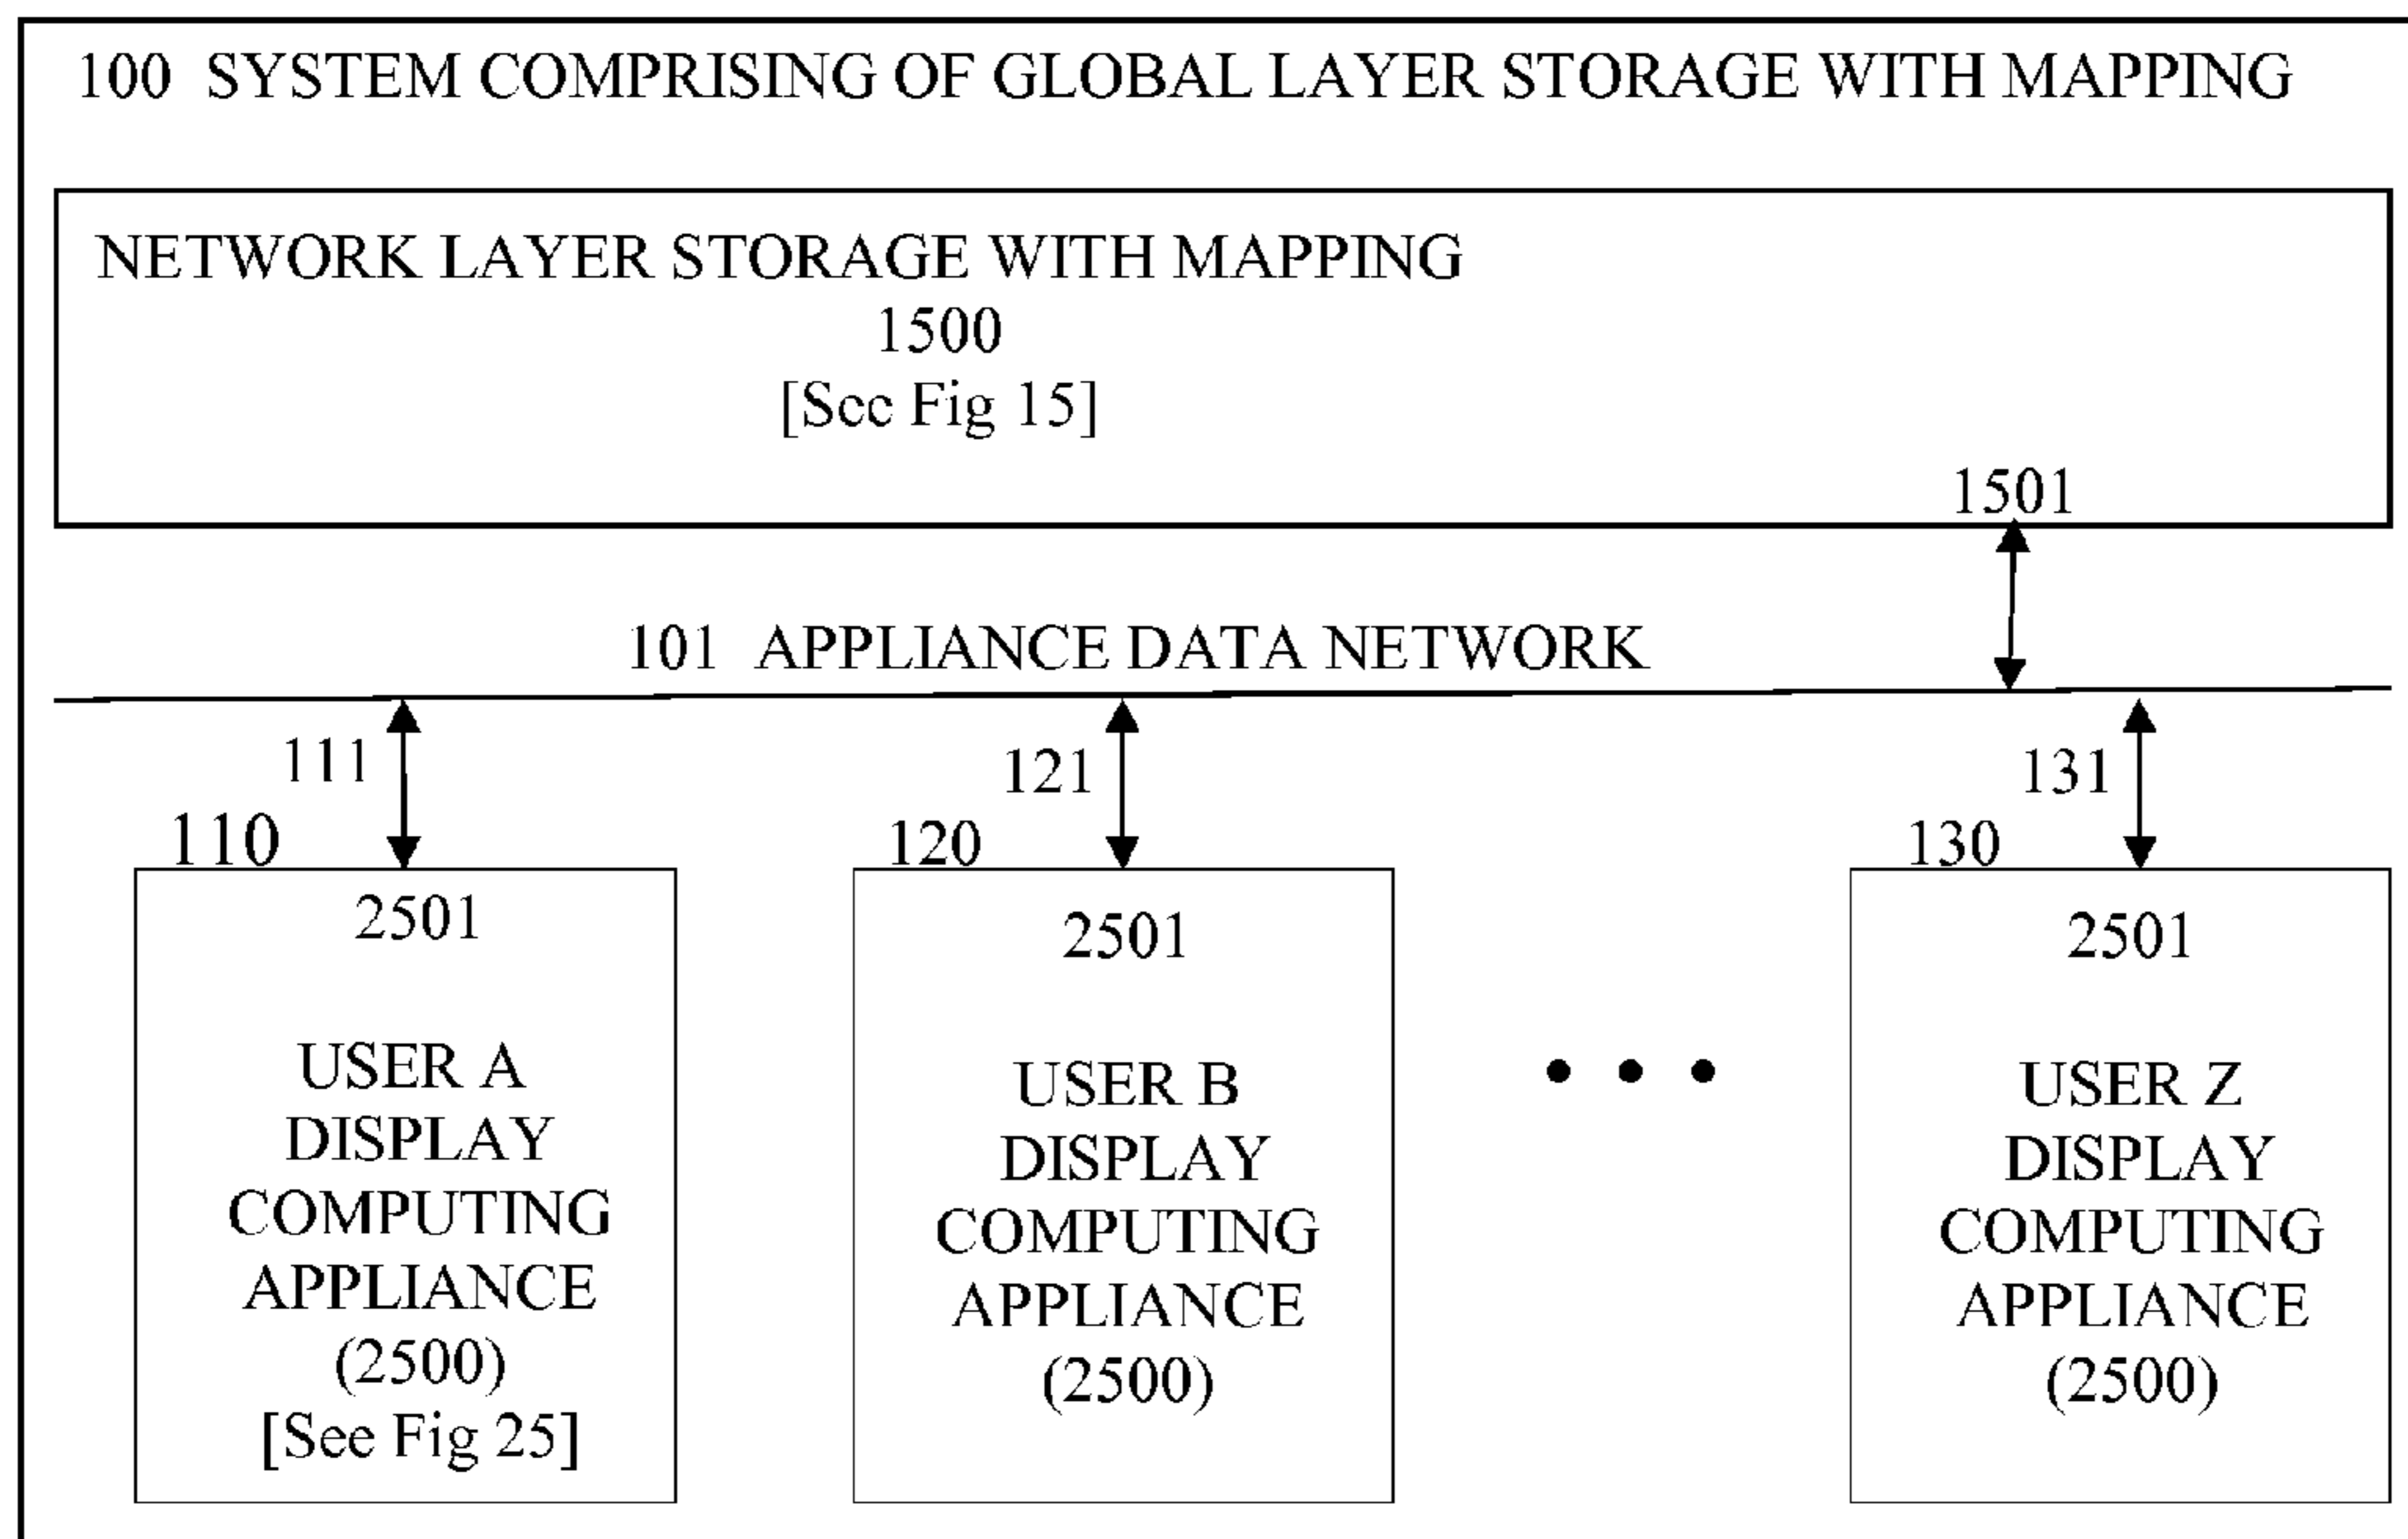 100 SYSTEM COMPRISING OF GLOBAL LAYER STORAGE WITH MAPPING
NETWORK LAYER STORAGE WITH MAPPING
1500
[See Fig 15]
1501
101 APPLIANCE DATA NETWORK
111
121
131
110
120
130
2501
USER A
DISPLAY
COMPUTING
APPLIANCE
(2500)
[See Fig 25]
2501
USER B
DISPLAY
COMPUTING
APPLIANCE
(2500)
2501
USER Z
DISPLAY
COMPUTING
APPLIANCE
(2500)